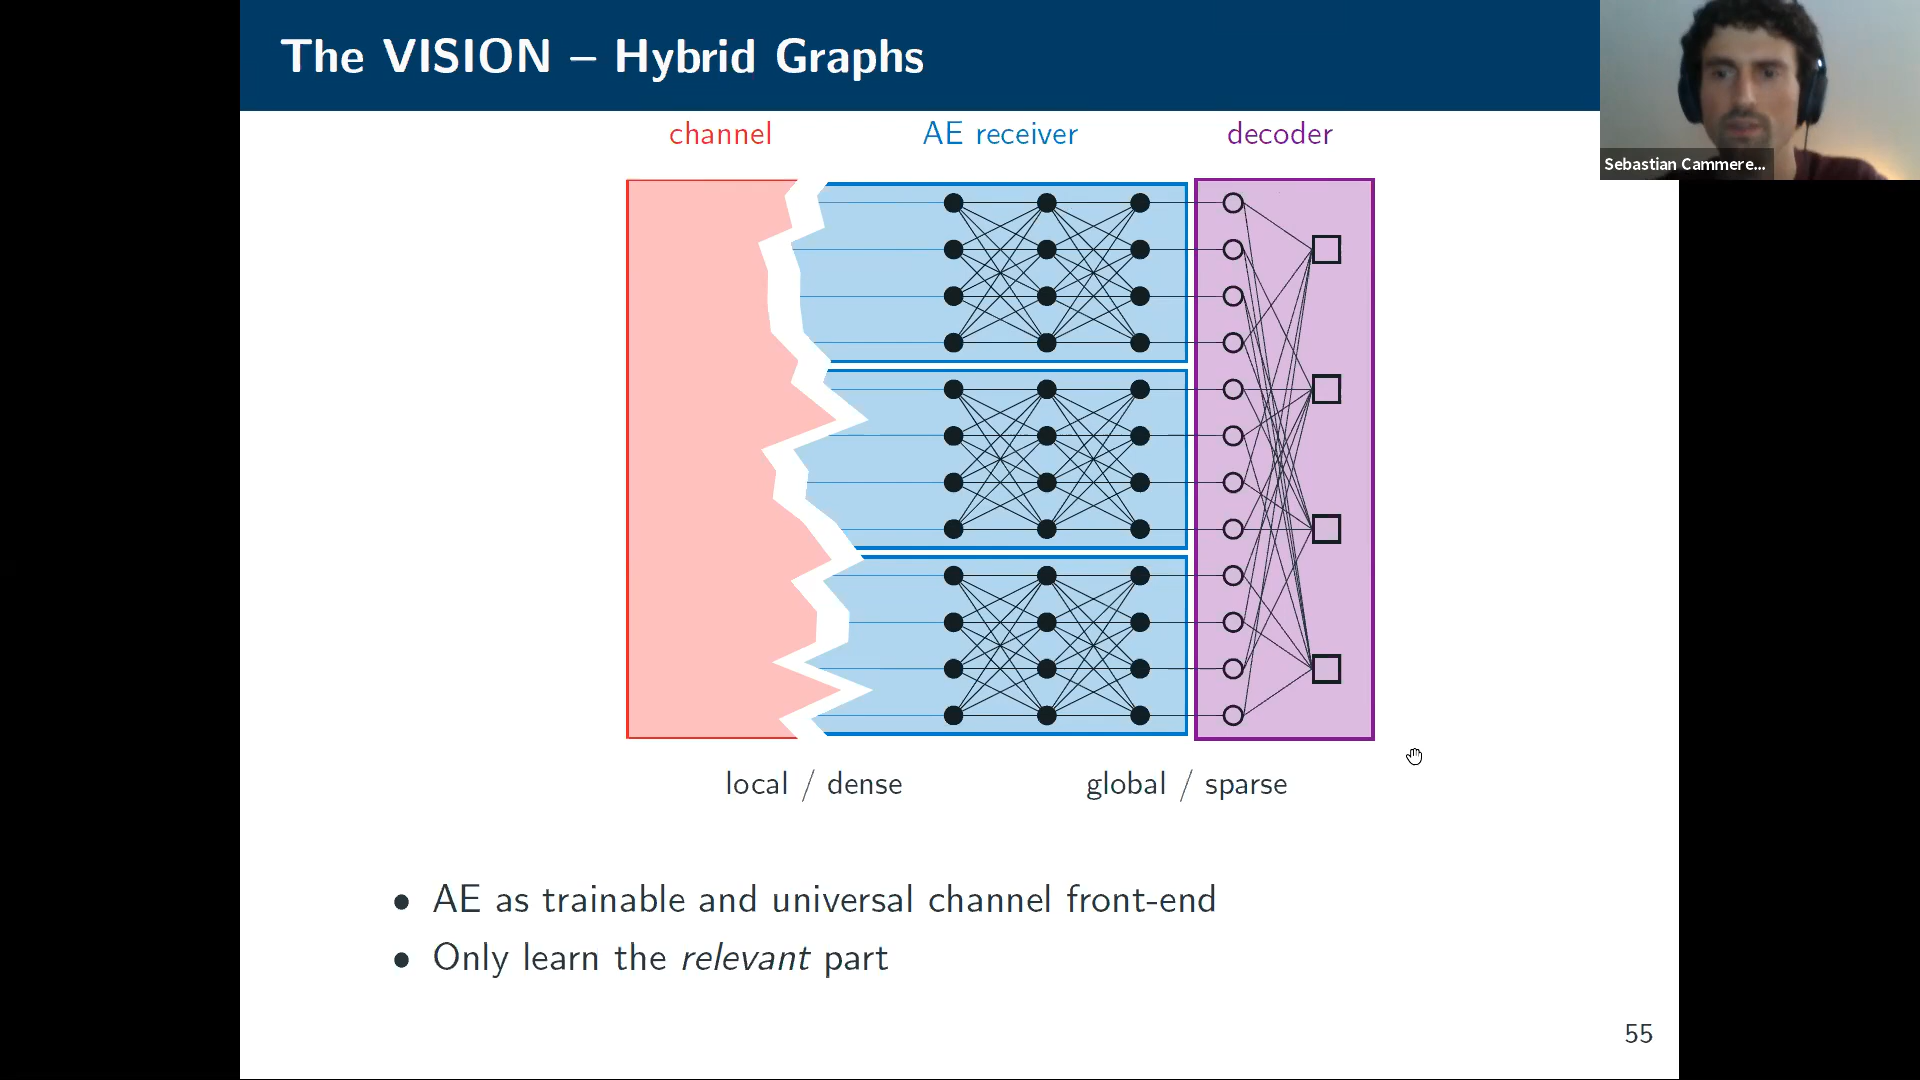 The VISION – Hybrid Graphs
channel
AE receiver
decoder
Sebastian Cammere...
local / dense
global / sparse
• AE as trainable and universal channel front-end
• Only learn the relevant part
55